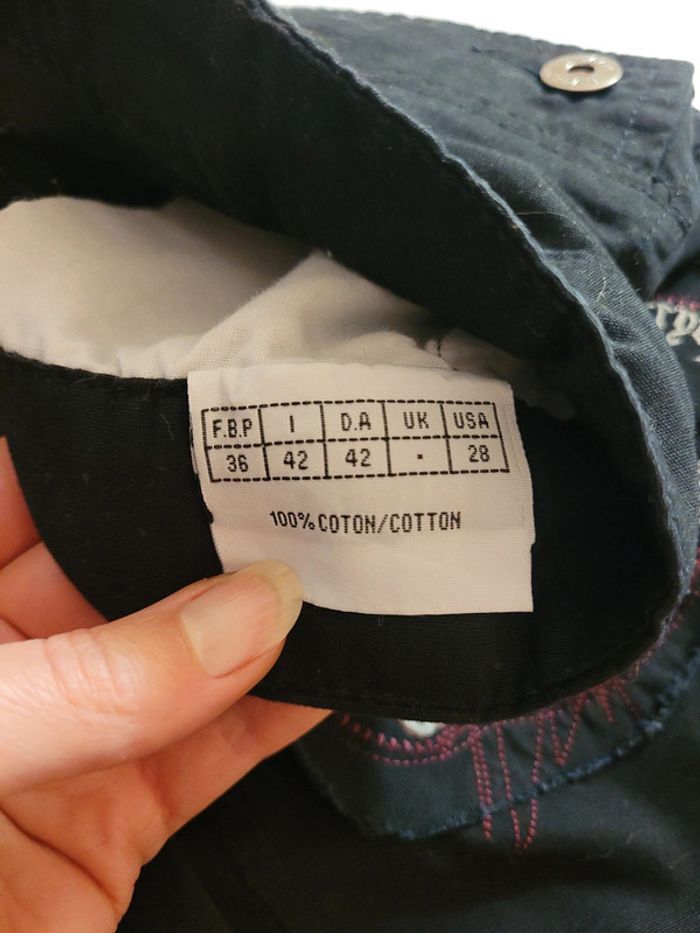 F.B.P I D.A UK USA
36 42 42 . 28
100% COTON/COTTON